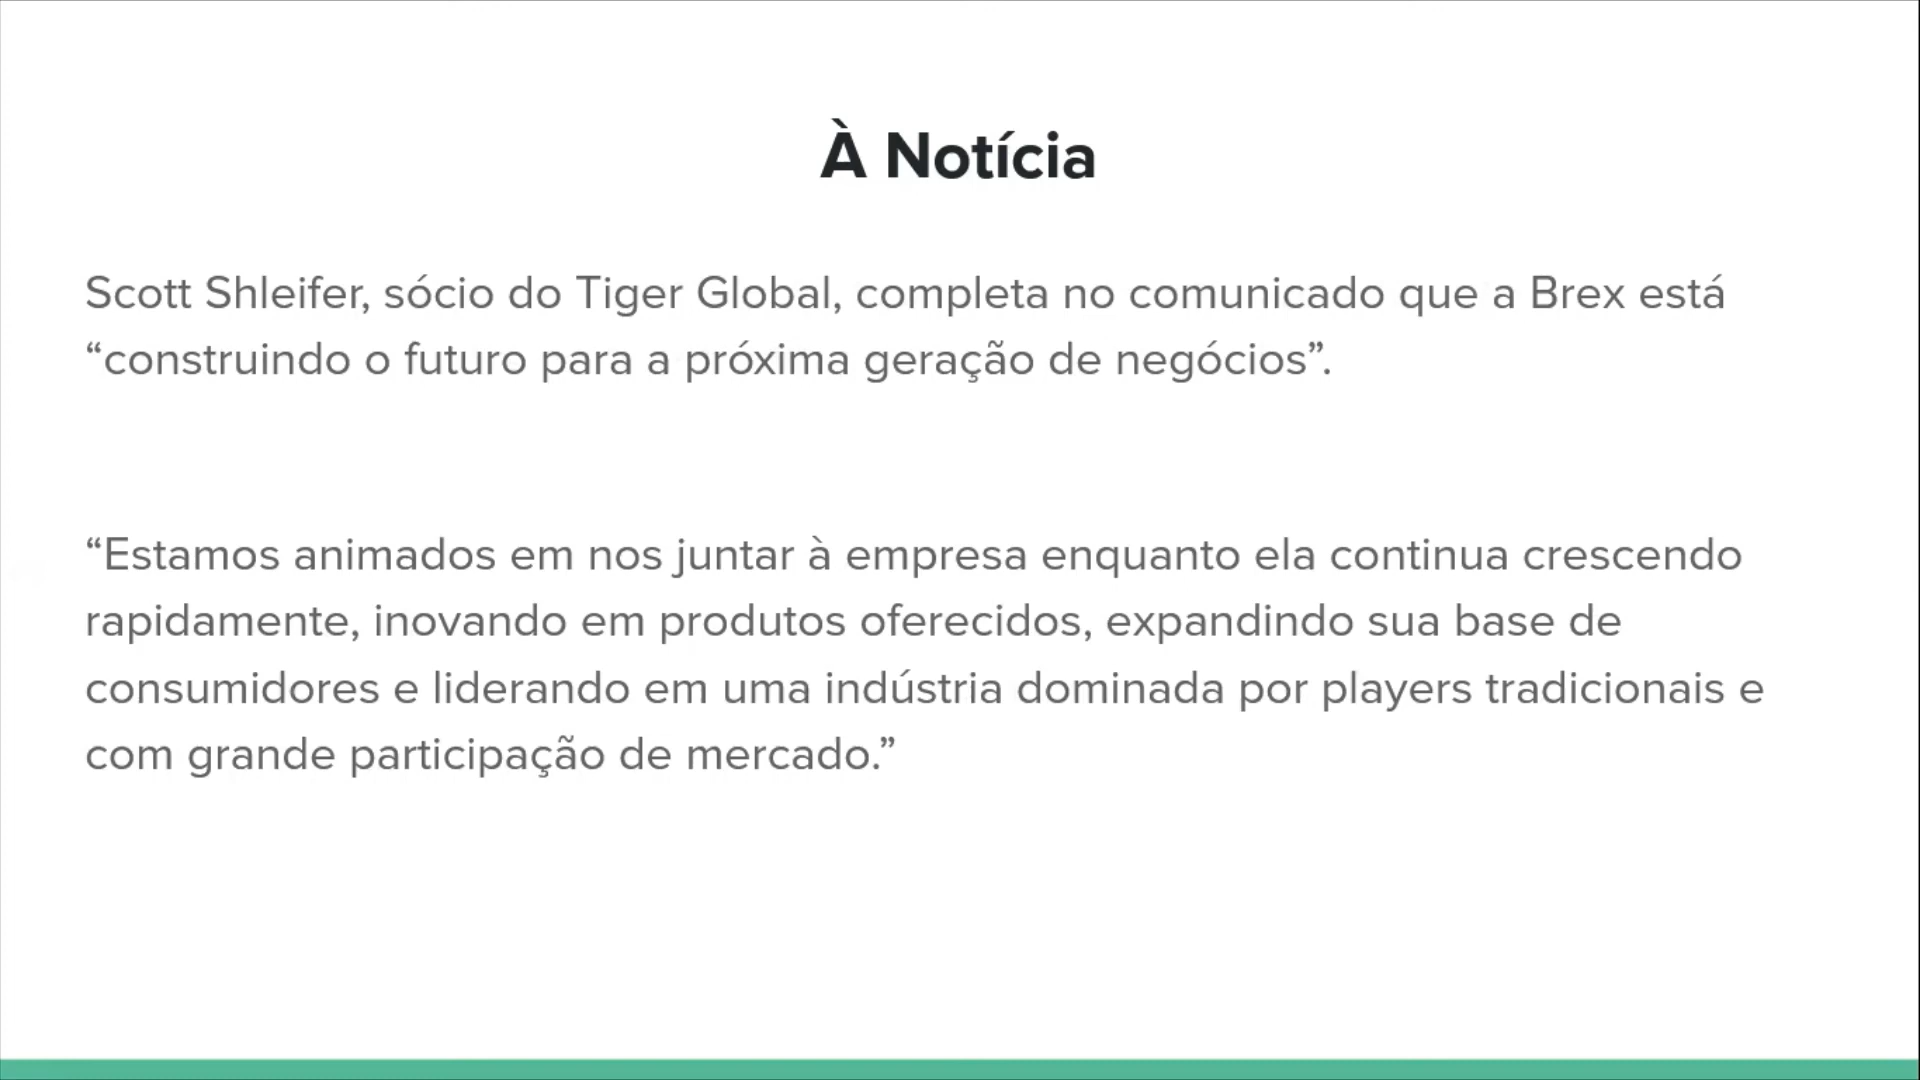 À Notícia
Scott Shleifer, sócio do Tiger Global, completa no comunicado que a Brex está
“construindo o futuro para a próxima geração de negócios”.
“Estamos animados em nos juntar à empresa enquanto ela continua crescendo
rapidamente, inovando em produtos oferecidos, expandindo sua base de
consumidores e liderando em uma indústria dominada por players tradicionais e
com grande participação de mercado.”